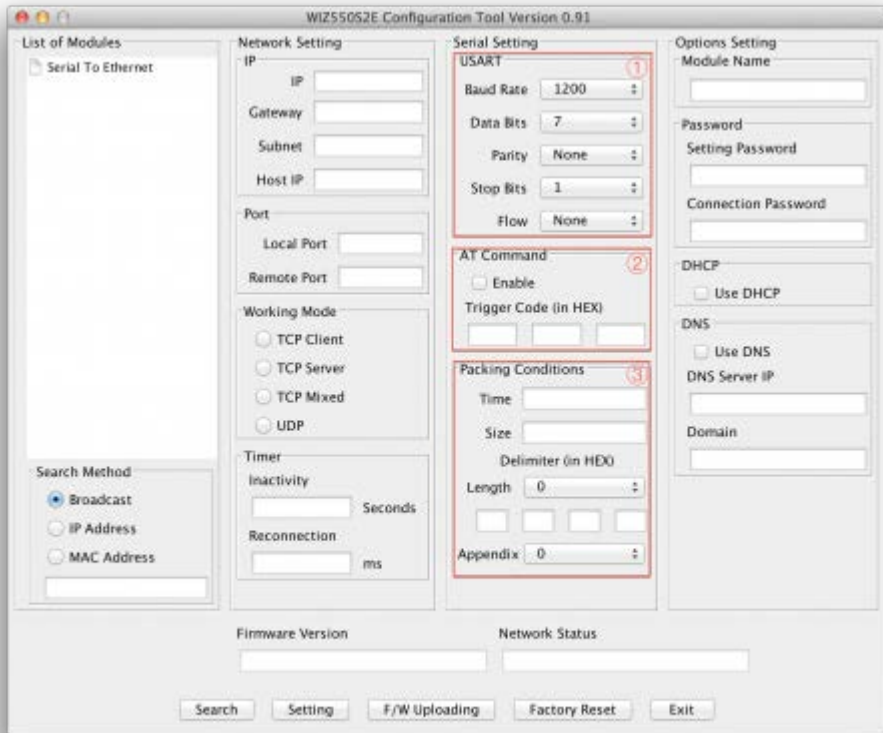 WIZ550S2E Configuration Tool Version 0.91
List of Modules
Serial To Ethernet
Search Method
Broadcast
IP Address
MAC Address
Network Setting
IP
IP
Gateway
Subnet
Host IP
Port
Local Port
Remote Port
Working Mode
TCP Client
TCP Server
TCP Mixed
UDP
Timer
Inactivity
Seconds
Reconnection
ms
Serial Setting
USART ①
Baud Rate 1200
Data Bits 7
Parity None
Stop Bits 1
Flow None
AT Command ②
Enable
Trigger Code (in HEX)
Packing Conditions ③
Time
Size
Delimiter (in HEX)
Length 0
Appendix 0
Options Setting
Module Name
Password
Setting Password
Connection Password
DHCP
Use DHCP
DNS
Use DNS
DNS Server IP
Domain
Firmware Version Network Status
Search Setting F/W Uploading Factory Reset Exit